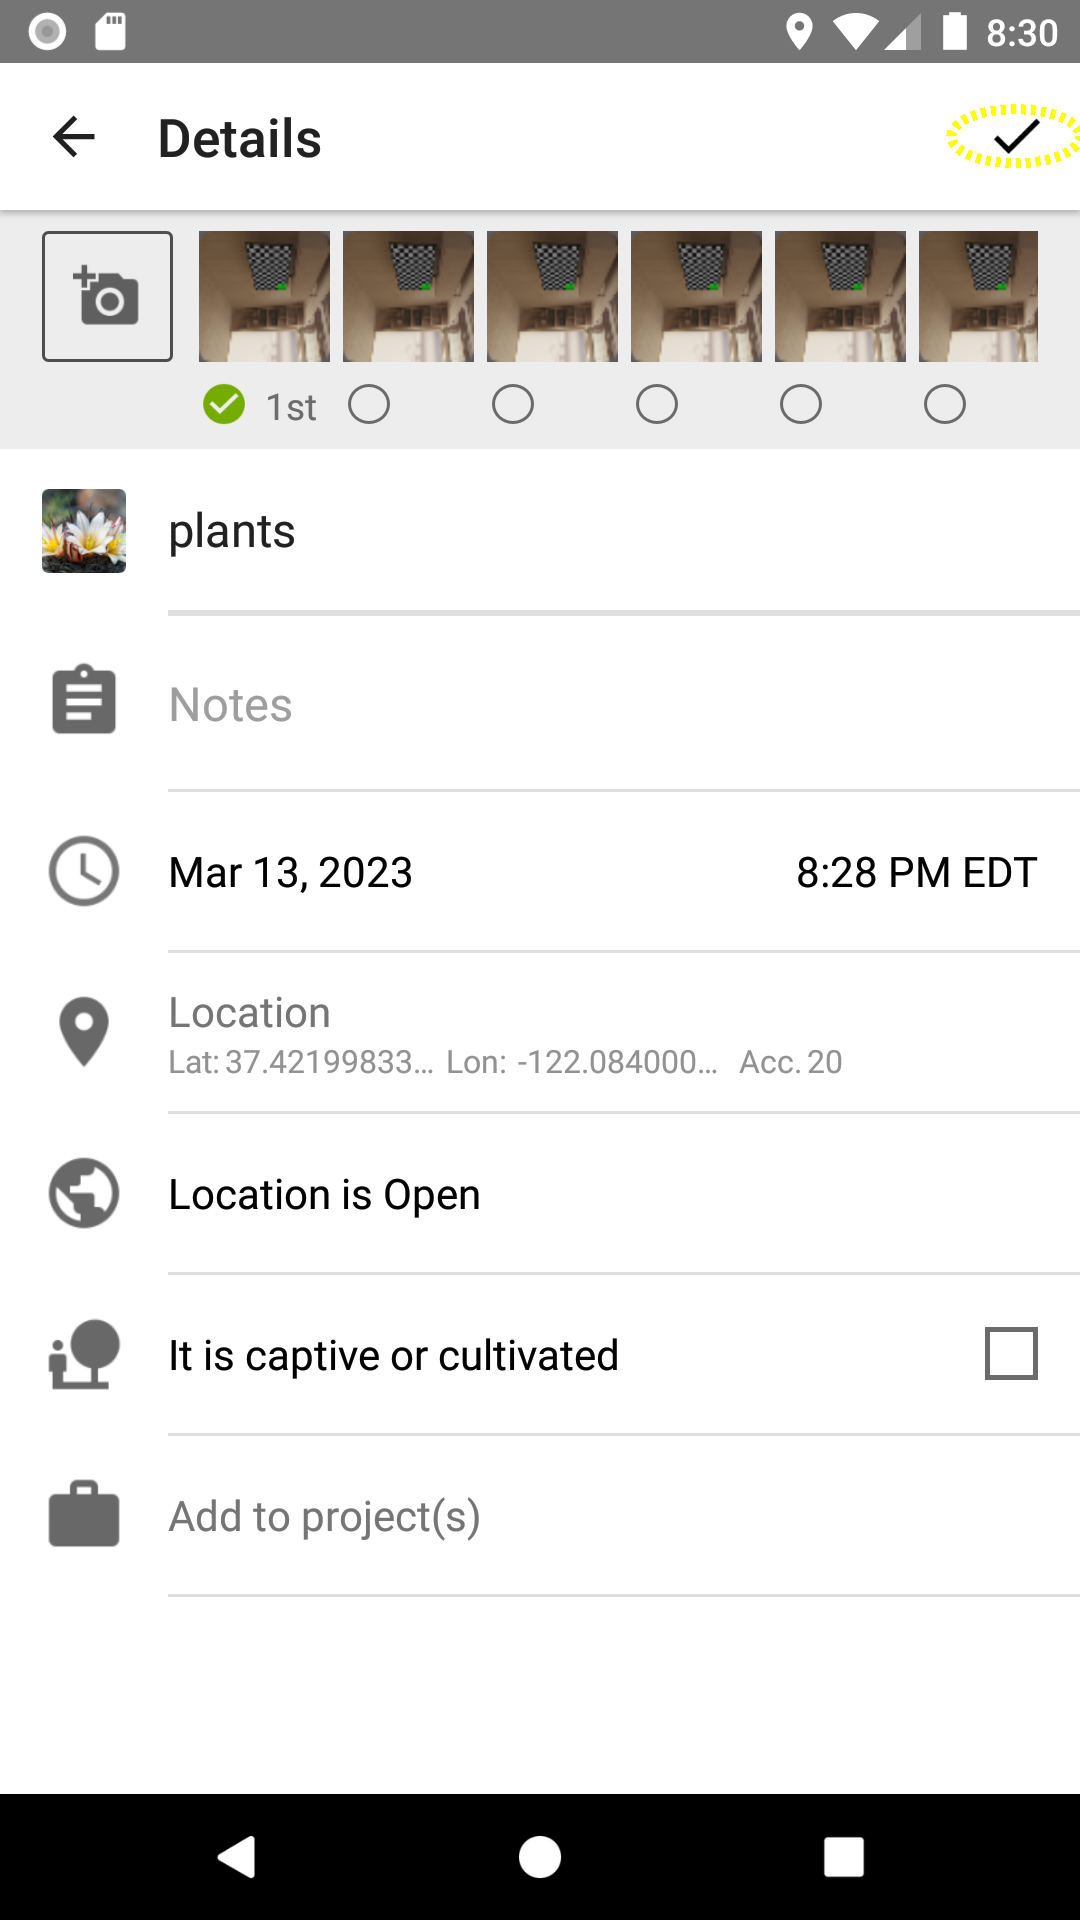 8:30
Details
1st
plants
Notes
Mar 13, 2023 8:28 PM EDT
Location
Lat: 37.42199833... Lon: -122.084000... Acc. 20
Location is Open
It is captive or cultivated
Add to project(s)